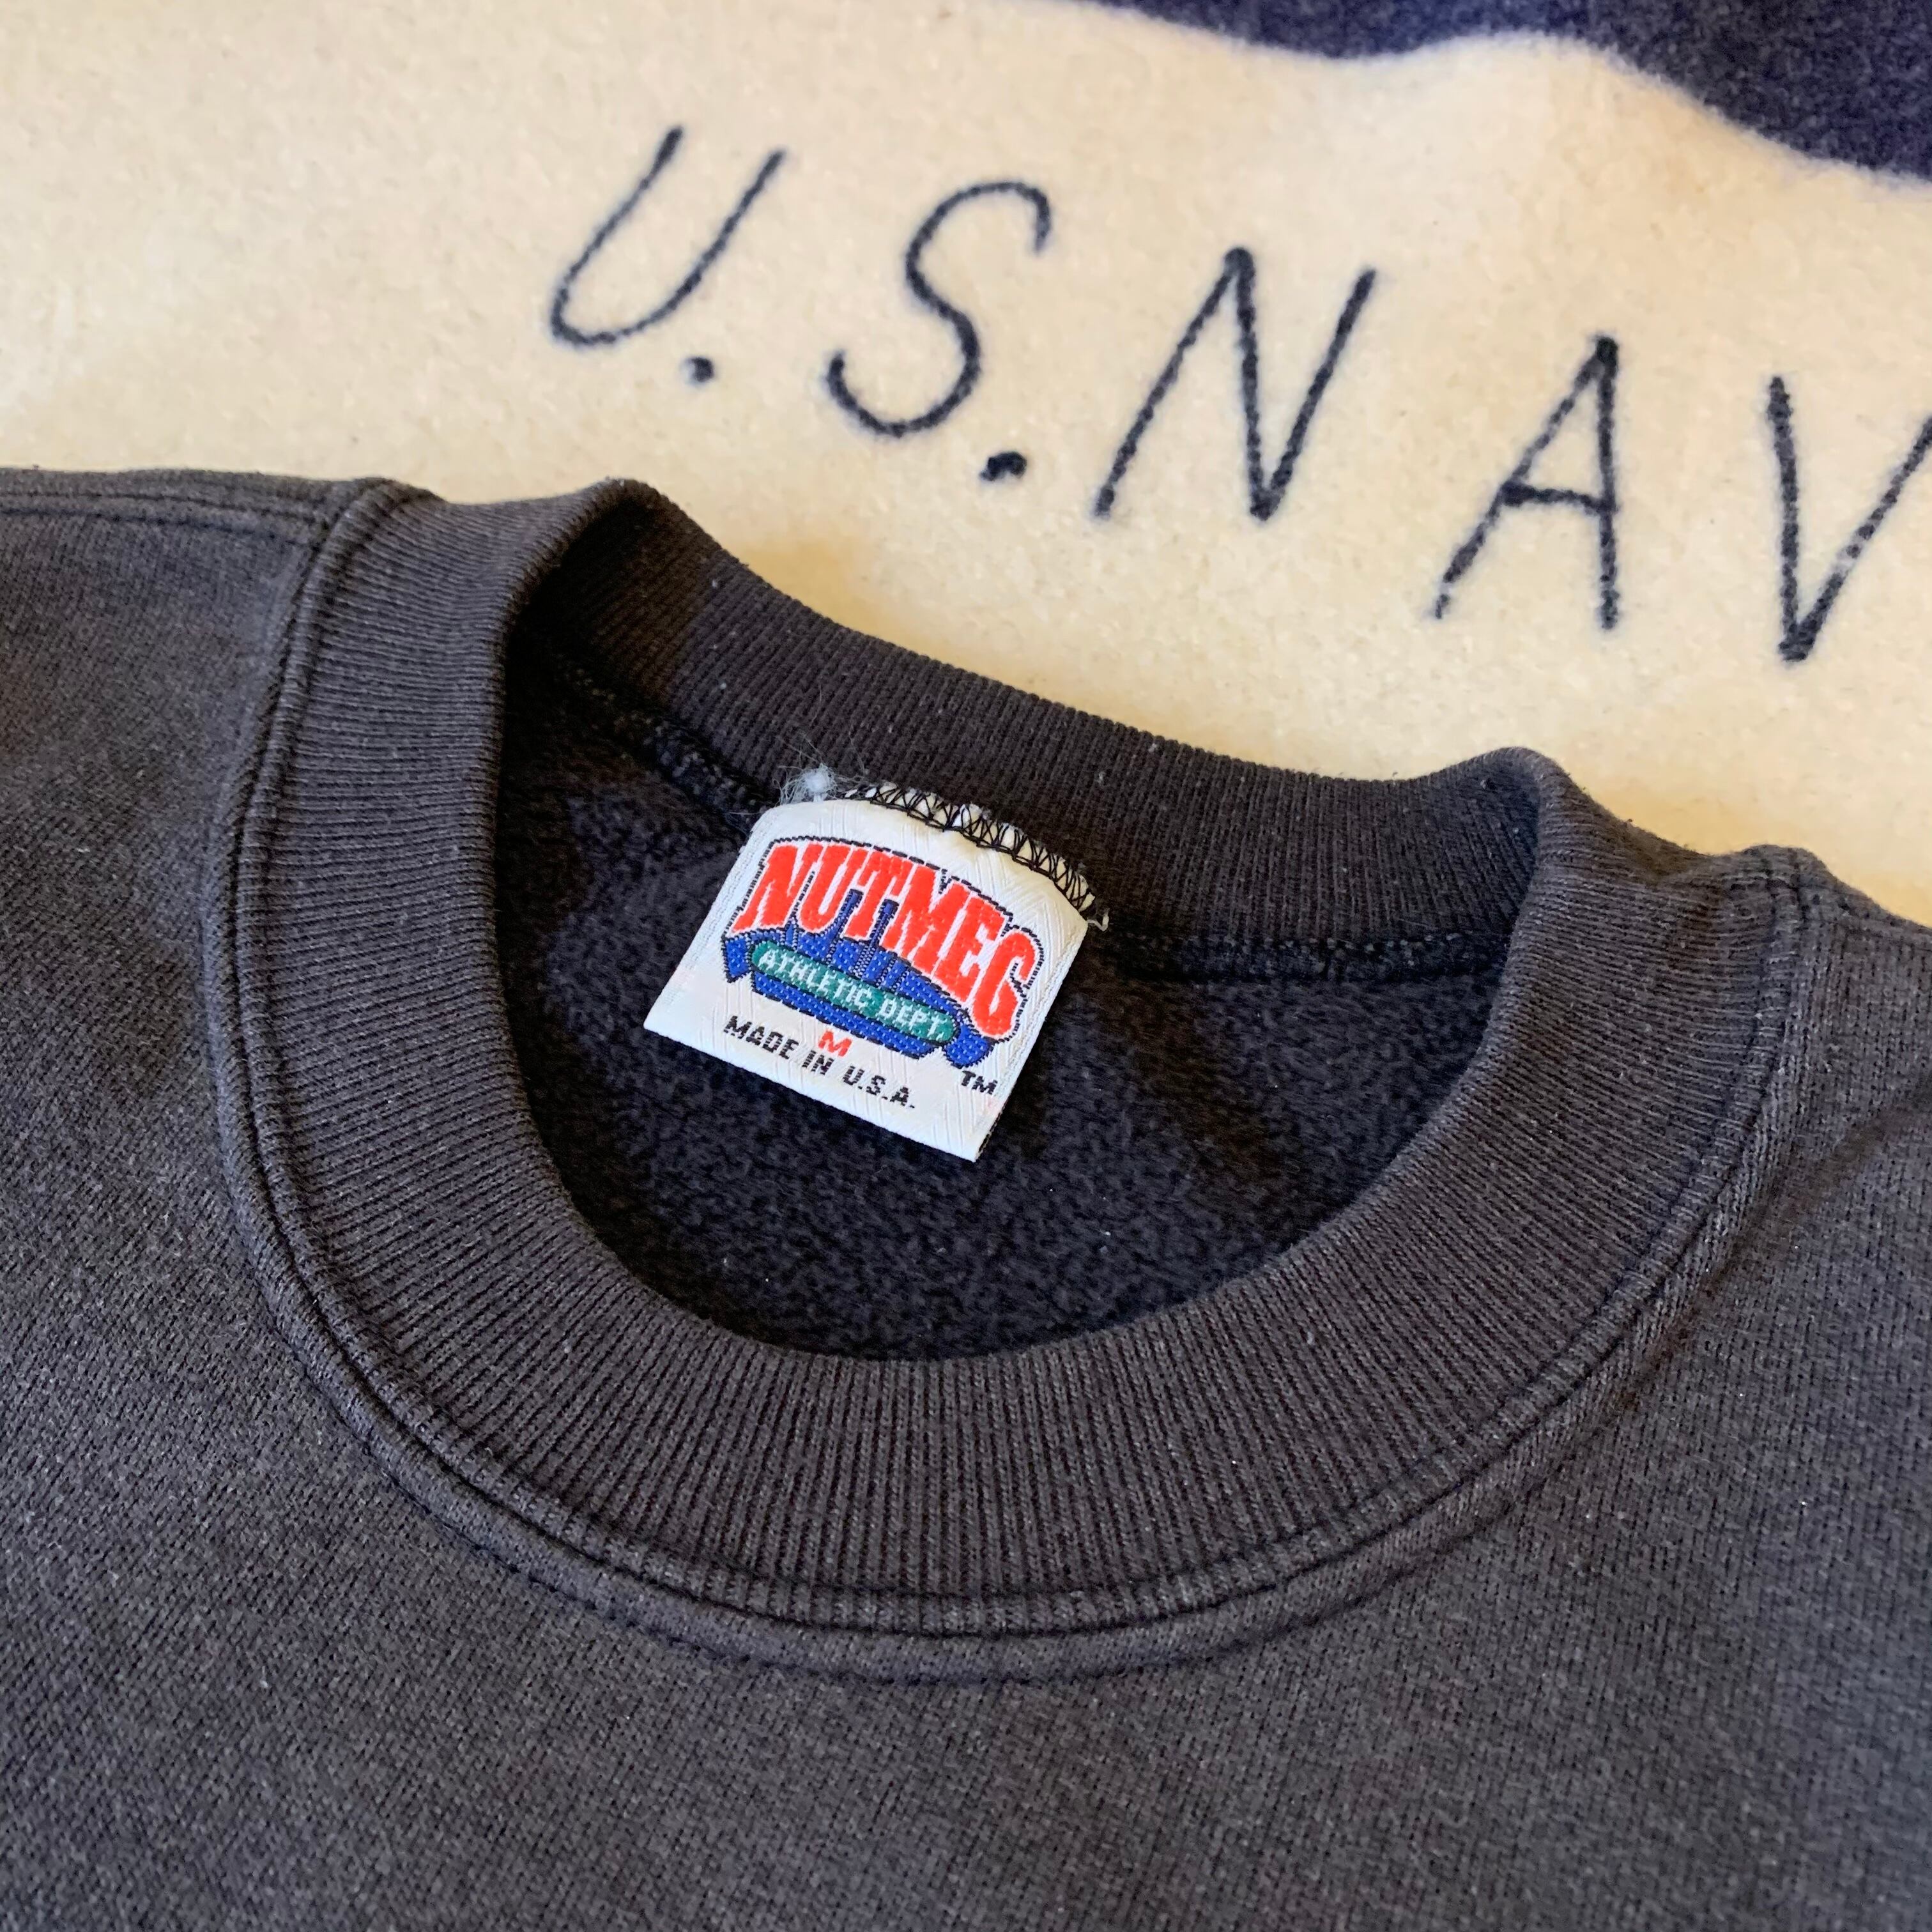 U.S. NAV
NUTMEG
ATHLETIC DEPT.
M
MADE IN U.S.A.
TM